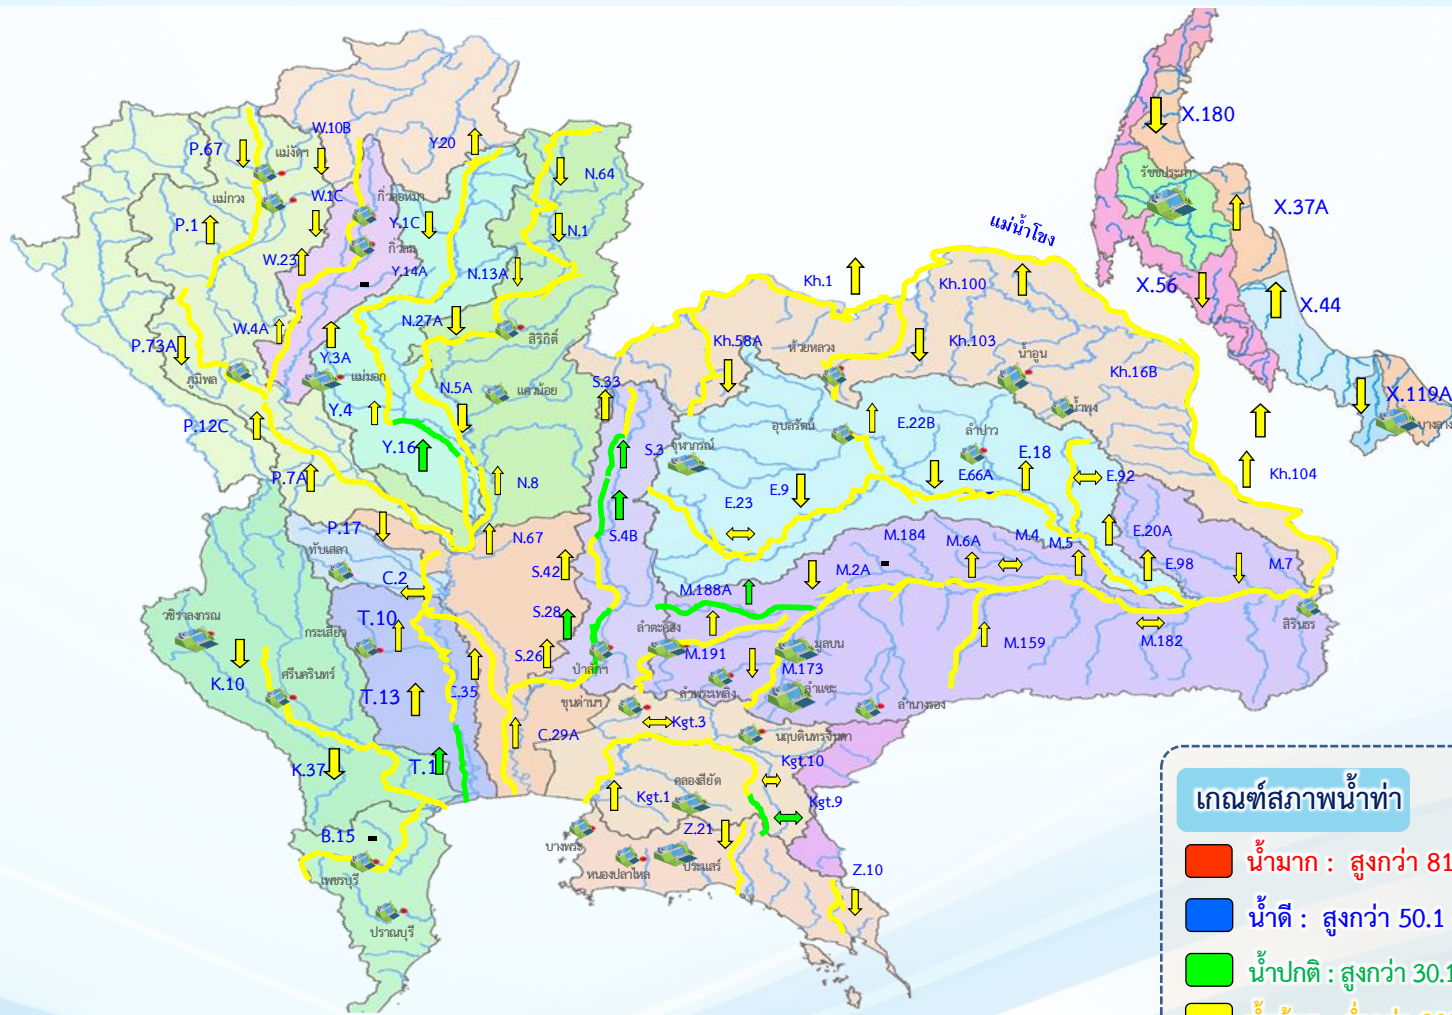 P.67
แม่งัดฯ
W.10B
Y.20
N.64
แม่กวง
W.1C
กิ่วคอหมา
Y.1C
N.1
P.1
W.23
กิ่วลม
Y.14A
N.13A
W.4A
N.27A
สิริกิติ์
P.73A
Y.3A
ภูมิพล
แม่มอก
N.5A
แควน้อย
P.12C
Y.4
Y.16
P.7A
N.8
P.17
N.67
ทับเสลา
C.2
แม่น้ำโขง
Kh.1
Kh.100
Kh.58A
ห้วยหลวง
Kh.103
น้ำอูน
Kh.16B
น้ำพุง
Kh.104
S.33
S.3
จุฬาภรณ์
อุบลรัตน์
E.22B
ลำปาว
E.18
E.66A
E.92
E.9
E.23
E.20A
E.98
S.4B
S.42
S.28
S.26
M.184
M.6A
M.4
M.5
M.7
M.2A
M.188A
ลำตะคอง
M.191
มูลบน
M.173
M.159
M.182
สิรินธร
ลำพระเพลิง
ลำแซะ
ลำนางรอง
วชิราลงกรณ
กระเสียว
T.10
ศรีนครินทร์
K.10
T.13
C.35
ป่าสักฯ
ขุนด่านฯ
C.29A
Kgt.3
นฤบดินทรจินดา
Kgt.10
K.37
T.1
คลองสียัด
Kgt.1
Kgt.9
B.15
เพชรบุรี
ปราณบุรี
บางพระ
Z.21
หนองปลาไหล
ประแสร์
Z.10
X.180
รัชชประภา
X.37A
X.56
X.44
X.119A
บางลาง
เกณฑ์สภาพน้ำท่า
น้ำมาก : สูงกว่า 81
น้ำดี : สูงกว่า 50.1
น้ำปกติ : สูงกว่า 30.1